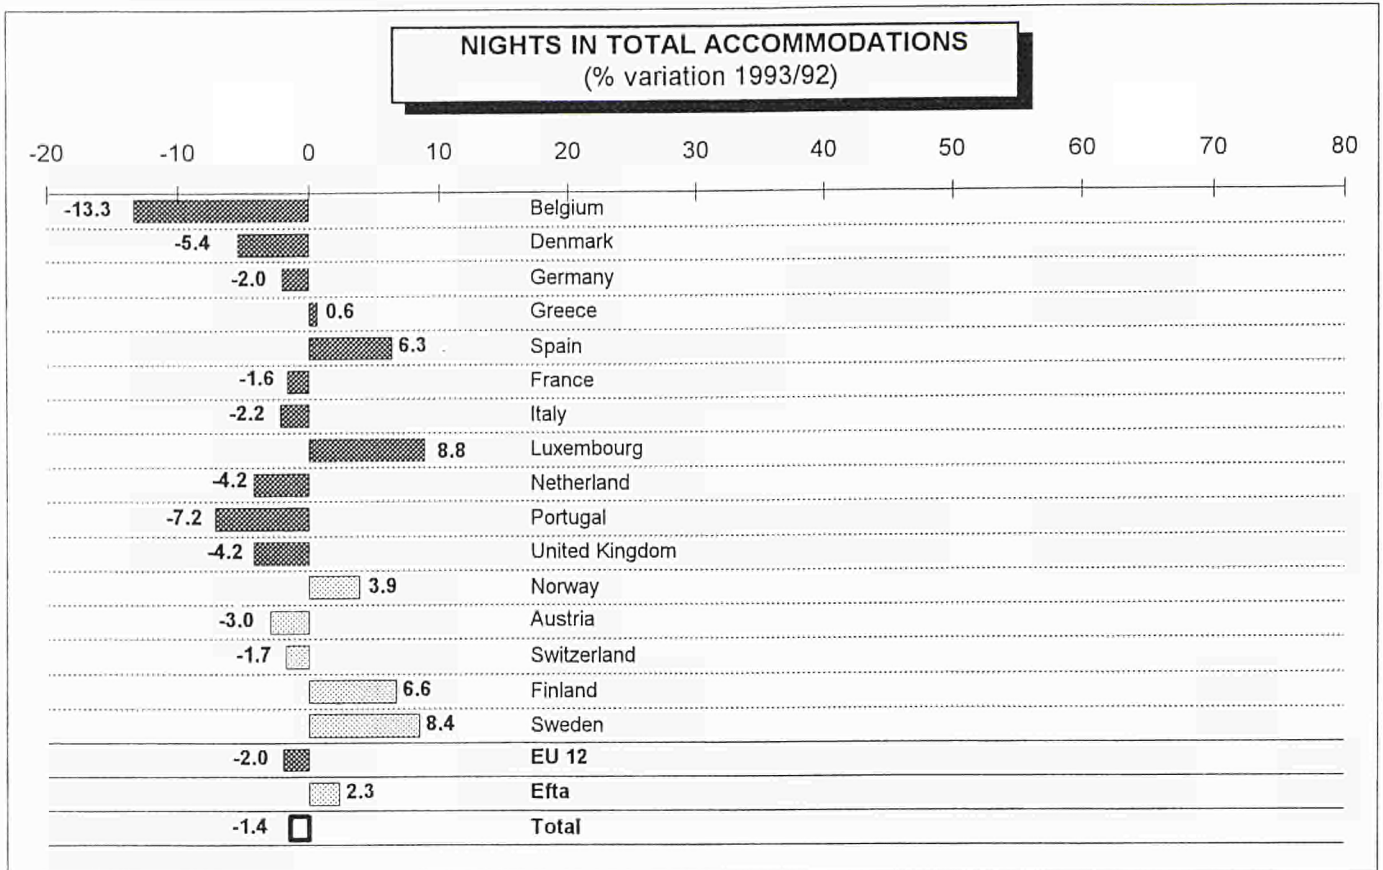 NIGHTS IN TOTAL ACCOMMODATIONS
(% variation 1993/92)
-20 -10 0 10 20 30 40 50 60 70 80
-13.3 Belgium
-5.4 Denmark
-2.0 Germany
0.6 Greece
6.3 Spain
-1.6 France
-2.2 Italy
8.8 Luxembourg
-4.2 Netherland
-7.2 Portugal
-4.2 United Kingdom
3.9 Norway
-3.0 Austria
-1.7 Switzerland
6.6 Finland
8.4 Sweden
-2.0 EU 12
2.3 Efta
-1.4 Total